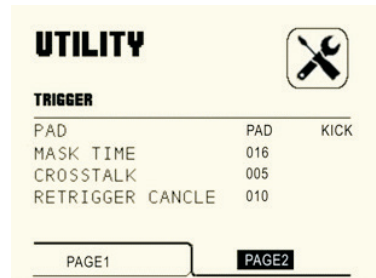 UTILITY
TRIGGER
PAD PAD KICK
MASK TIME 016
CROSSTALK 005
RETRIGGER CANCLE 010
PAGE1 PAGE2